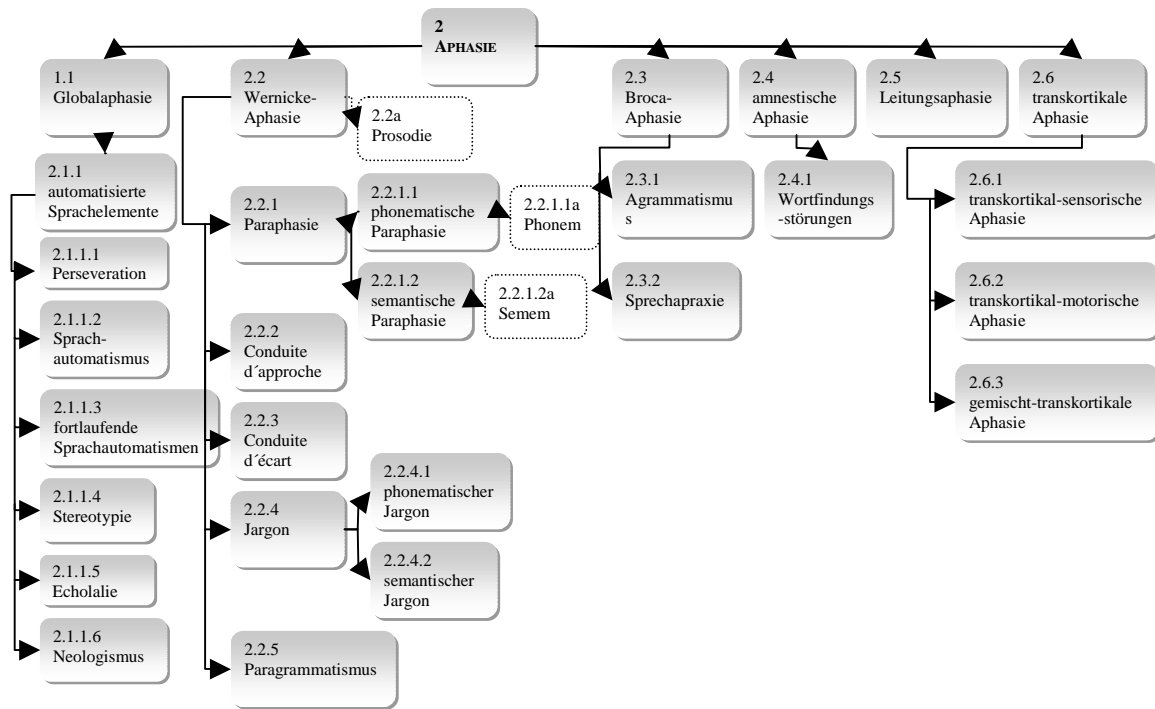 2
APHASIE
1.1
Globalaphasie
2.1.1
automatisierte
Sprachelemente
2.1.1.1
Perseveration
2.1.1.2
Sprach-
automatismus
2.1.1.3
fortlaufende
Sprachautomatismen
2.1.1.4
Stereotypie
2.1.1.5
Echolalie
2.1.1.6
Neologismus
2.2
Wernicke-
Aphasie
2.2a
Prosodie
2.2.1
Paraphasie
2.2.1.1
phonematische
Paraphasie
2.2.1.1a
Phonem
2.2.1.2
semantische
Paraphasie
2.2.1.2a
Semem
2.2.2
Conduite
d´approche
2.2.3
Conduite
d´écart
2.2.4
Jargon
2.2.4.1
phonematischer
Jargon
2.2.4.2
semantischer
Jargon
2.2.5
Paragrammatismus
2.3
Broca-
Aphasie
2.3.1
Agrammatismu
s
2.3.2
Sprechapraxie
2.4
amnestische
Aphasie
2.4.1
Wortfindungs
-störungen
2.5
Leitungsaphasie
2.6
transkortikale
Aphasie
2.6.1
transkortikal-sensorische
Aphasie
2.6.2
transkortikal-motorische
Aphasie
2.6.3
gemischt-transkortikale
Aphasie